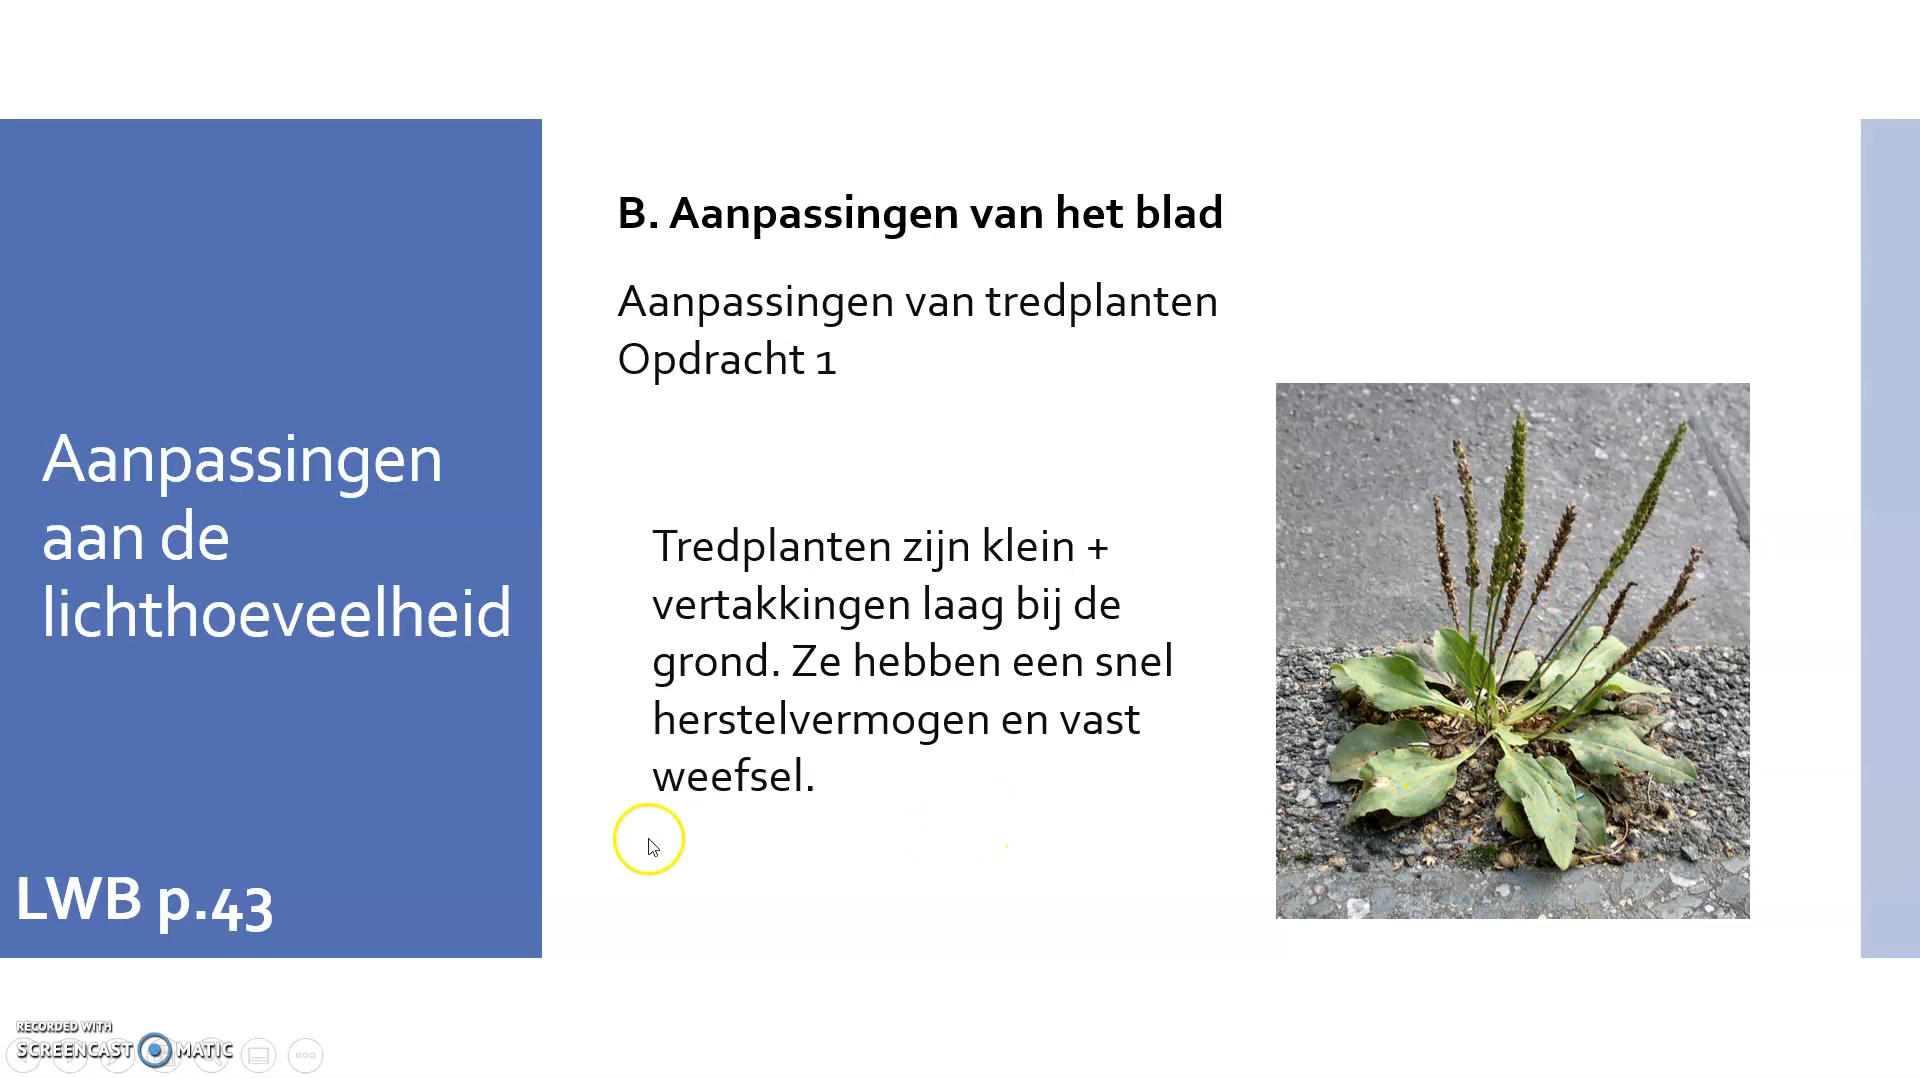 B. Aanpassingen van het blad
Aanpassingen van tredplanten
Opdracht 1
Aanpassingen
aan de
lichthoeveelheid
Tredplanten zijn klein +
vertakkingen laag bij de
grond. Ze hebben een snel
herstelvermogen en vast
weefsel.
LWB p.43
RECORDED WITH
SCREENCAST MATIC